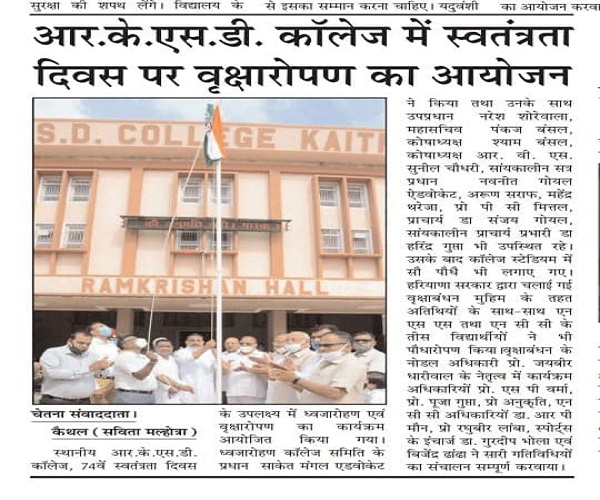 सुरक्षा की शपथ लेंगे। विद्यालय के
से इसका सम्मान करना चाहिए। यदुवंशी
का आयोजन करवा
आर.के.एस.डी. कॉलेज में स्वतंत्रता
दिवस पर वृक्षारोपण का आयोजन
S.D. COLLEGE KAITH
RAMKRISHAN HALL
चेतना संवाददाता।
कैथल (सविता मल्होत्रा)
स्थानीय आर.के.एस.डी.
कॉलेज, 74वें स्वतंत्रता दिवस
के उपलक्ष्य में ध्वजारोहण एवं
वृक्षारोपण का कार्यक्रम
आयोजित किया गया।
ध्वजारोहण कॉलेज समिति के
प्रधान साकेत मंगल एडवोकेट
ने किया तथा उनके साथ
उपप्रधान नरेश शोरेवाला,
महासचिव पंकज बंसल,
कोषाध्यक्ष श्याम बंसल,
कोषाध्यक्ष आर. वी. एस.
सुनील चौधरी, सांयकालीन सत्र
प्रधान नवनीत गोयल
ऐडवोकेट, अरूण सराफ, महेंद्र
थरेजा, प्रो पी सी मित्तल,
प्राचार्य डा संजय गोयल,
सांयकालीन प्राचार्य प्रभारी डा
हरिंद्र गुप्ता भी उपस्थित रहे।
उसके बाद कॉलेज स्टेडियम में
सौ पौधें भी लगाए गए।
हरियाणा सरकार द्वारा चलाई गई
वृक्षाबंधन मुहिम के तहत
अतिथियों के साथ-साथ एन
एस एस तथा एन सी सी के
तीस विद्यार्थीयों ने भी
पौधारोपण किया।वृक्षाबंधन के
नोडल अधिकारी प्रो. जयबीर
धारीवाल के नेतृत्व में कार्यक्रम
अधिकारियों प्रो. एस पी वर्मा,
प्रो. पूजा गुप्ता, प्रो अनुकृति, एन
सी सी अधिकारियों डा. आर पी
मौन, प्रो रघुबीर लांबा, स्पोर्ट्स
के इंचार्ज डा. गुरदीप भोला एवं
बिजेंद्र ढांढा ने सारी गतिविधियों
का संचालन सम्पूर्ण करवाया।